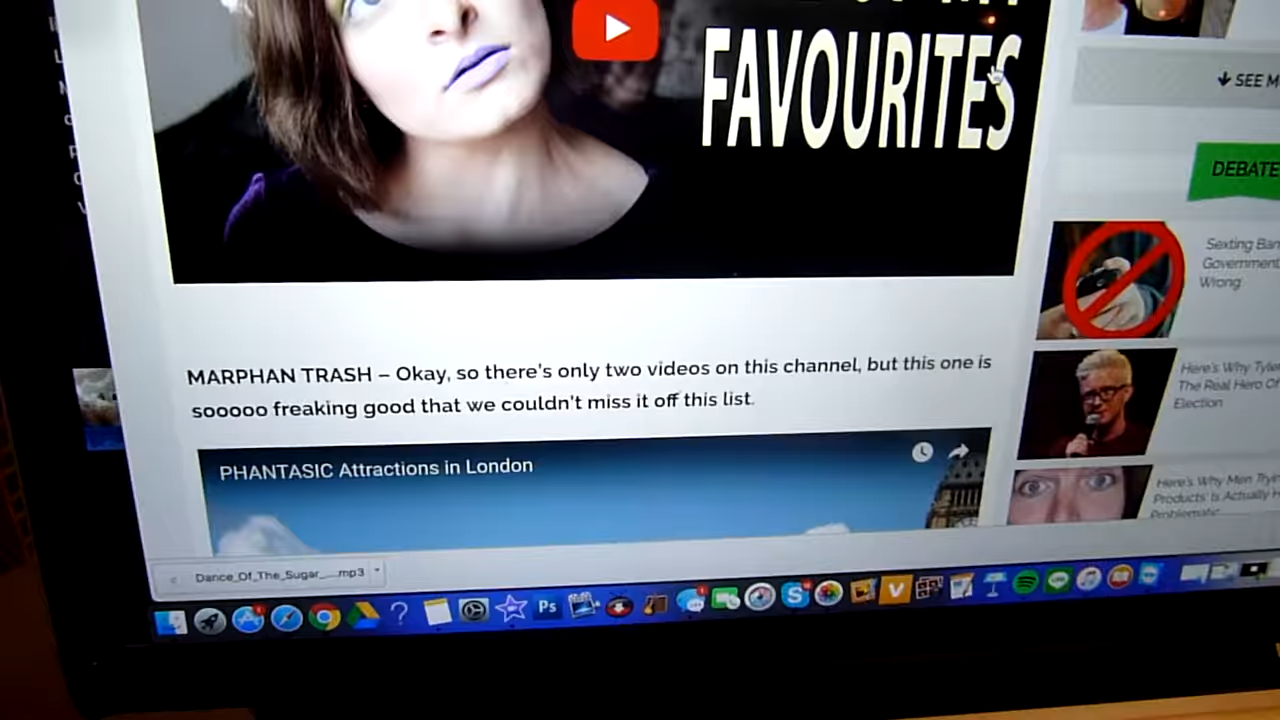 FAVOURITES
SEE M
DEBATE
Sexting Ban
Government
Wrong
MARPHAN TRASH – Okay, so there's only two videos on this channel, but this one is
sooooo freaking good that we couldn't miss it off this list.
Here's Why Tyle
The Real Hero Of
Election
PHANTASIC Attractions in London
Here's Why Men Tryin
Products' Is Actually H
Problematic
Dance_Of_The_Sugar_....mp3
Ps